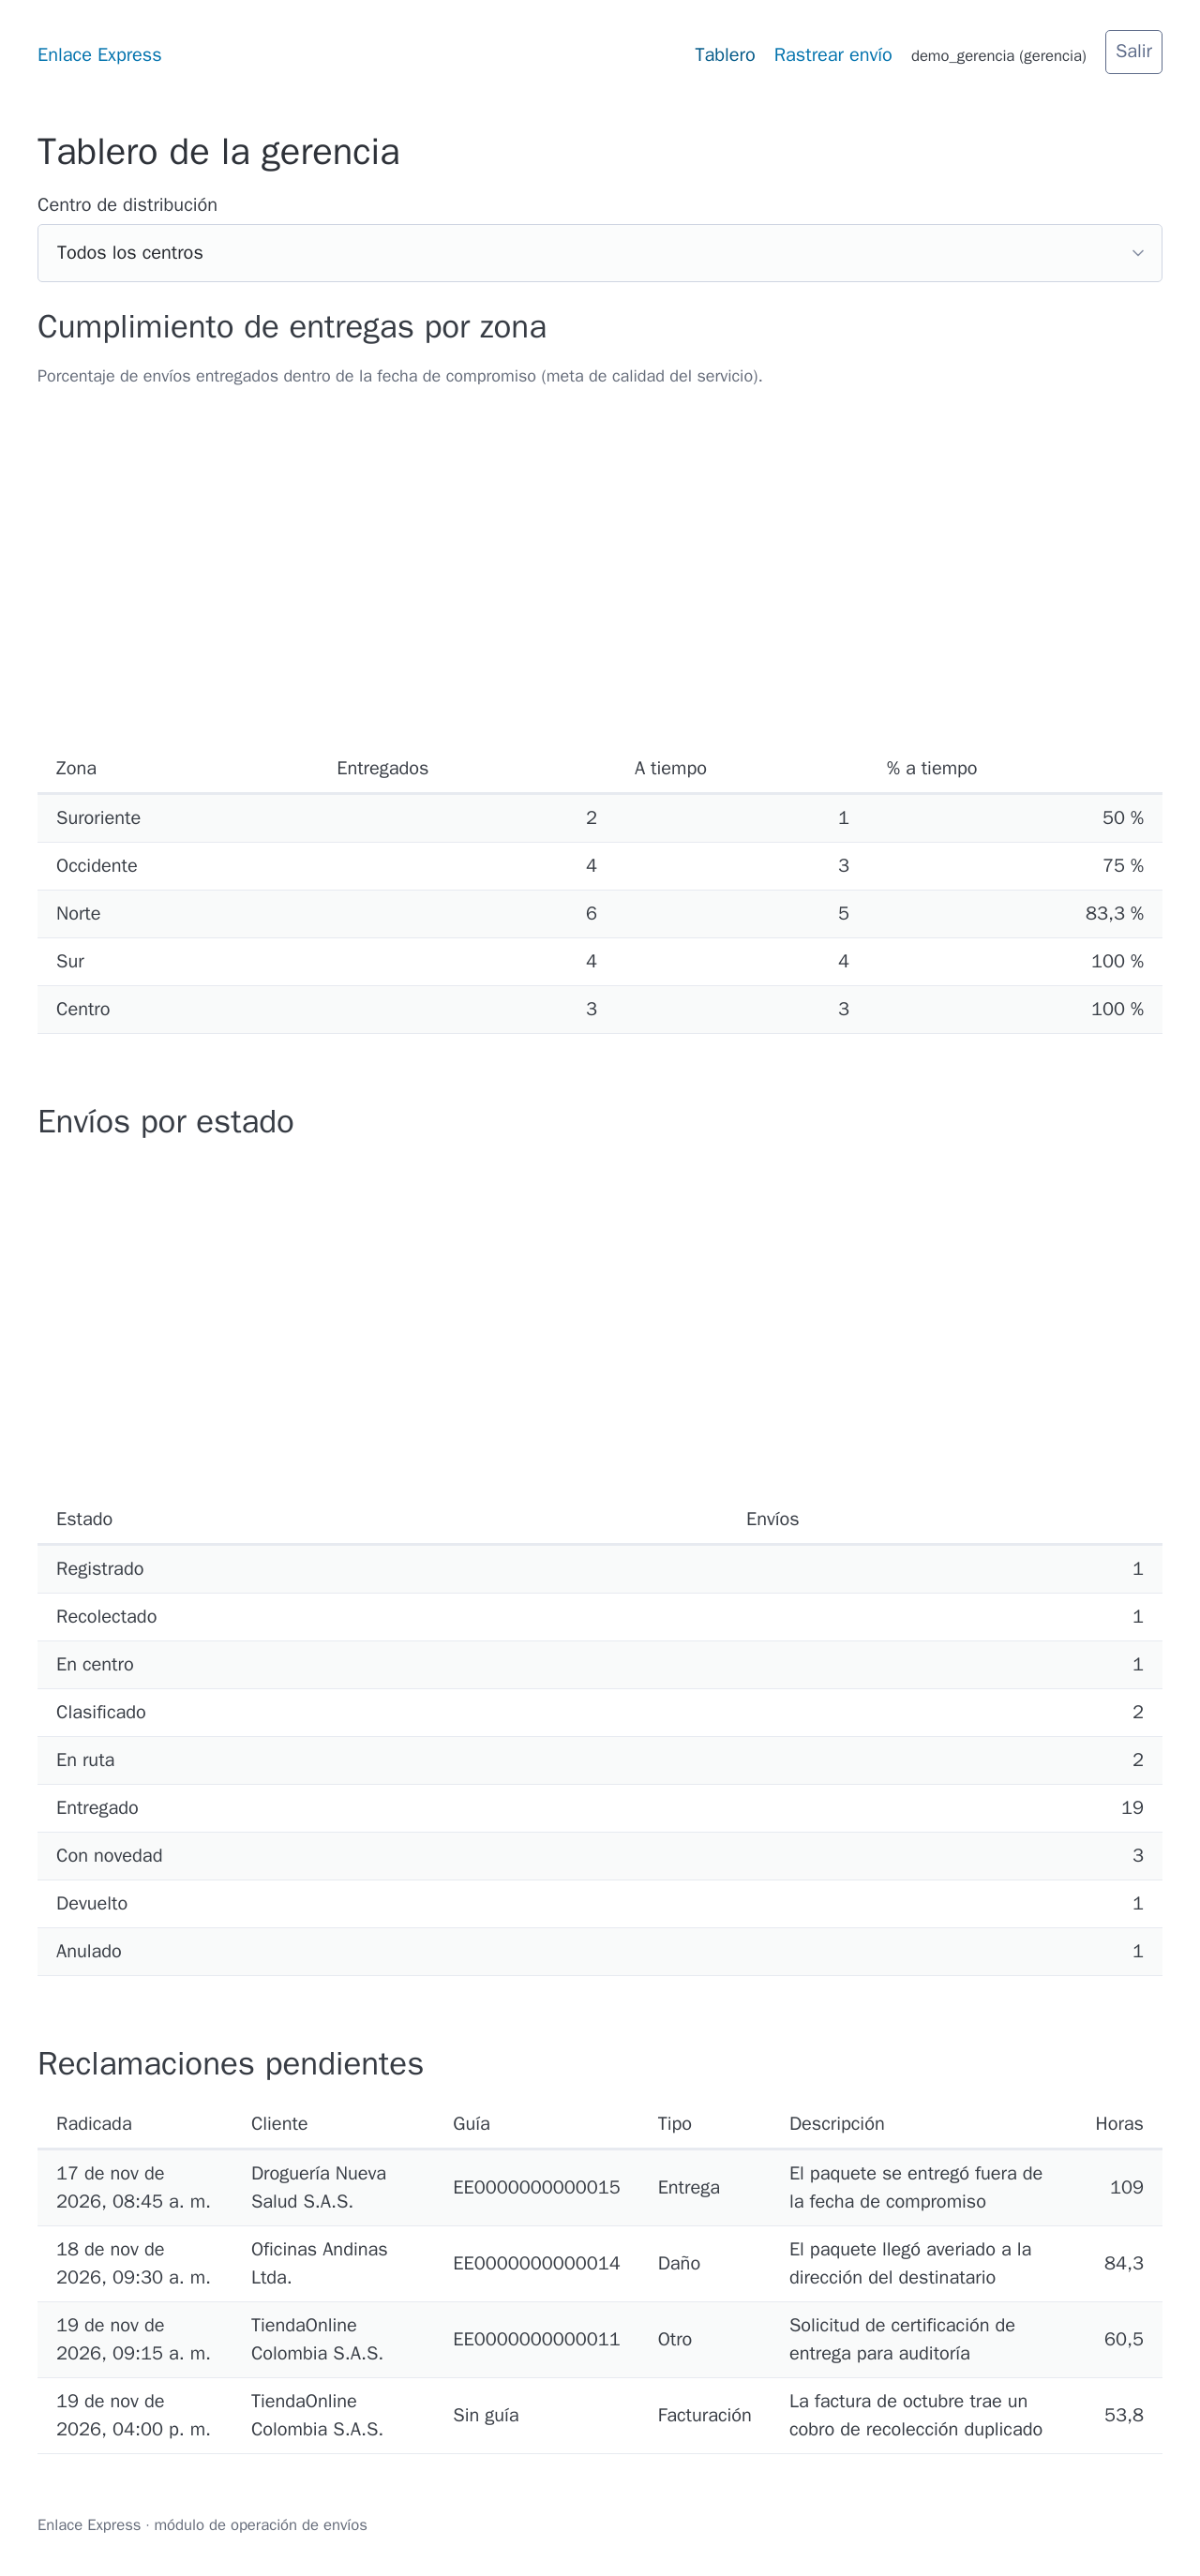 Enlace Express
Tablero
Rastrear envío
demo_gerencia (gerencia)
Salir
Tablero de la gerencia
Centro de distribución
Todos los centros
Cumplimiento de entregas por zona
Porcentaje de envíos entregados dentro de la fecha de compromiso (meta de calidad del servicio).
Zona Entregados A tiempo % a tiempo
Suroriente 2 1 50 %
Occidente 4 3 75 %
Norte 6 5 83,3 %
Sur 4 4 100 %
Centro 3 3 100 %
Envíos por estado
Estado Envíos
Registrado 1
Recolectado 1
En centro 1
Clasificado 2
En ruta 2
Entregado 19
Con novedad 3
Devuelto 1
Anulado 1
Reclamaciones pendientes
Radicada Cliente Guía Tipo Descripción Horas
17 de nov de
2026, 08:45 a. m.
Droguería Nueva
Salud S.A.S.
EE0000000000015
Entrega
El paquete se entregó fuera de
la fecha de compromiso
109
18 de nov de
2026, 09:30 a. m.
Oficinas Andinas
Ltda.
EE0000000000014
Daño
El paquete llegó averiado a la
dirección del destinatario
84,3
19 de nov de
2026, 09:15 a. m.
TiendaOnline
Colombia S.A.S.
EE0000000000011
Otro
Solicitud de certificación de
entrega para auditoría
60,5
19 de nov de
2026, 04:00 p. m.
TiendaOnline
Colombia S.A.S.
Sin guía
Facturación
La factura de octubre trae un
cobro de recolección duplicado
53,8
Enlace Express · módulo de operación de envíos